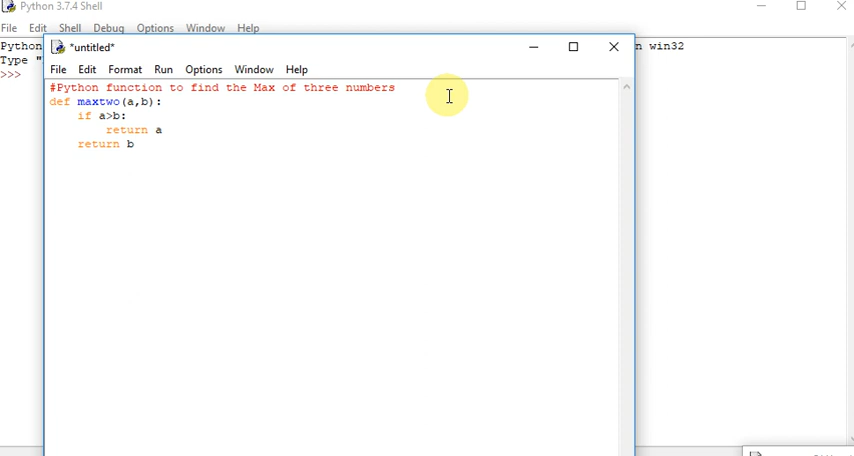 Python 3.7.4 Shell
File Edit Shell Debug Options Window Help
Python
n win32
Type "
>>>
*untitled*
File Edit Format Run Options Window Help
#Python function to find the Max of three numbers
def maxtwo(a,b):
    if a>b:
        return a
    return b